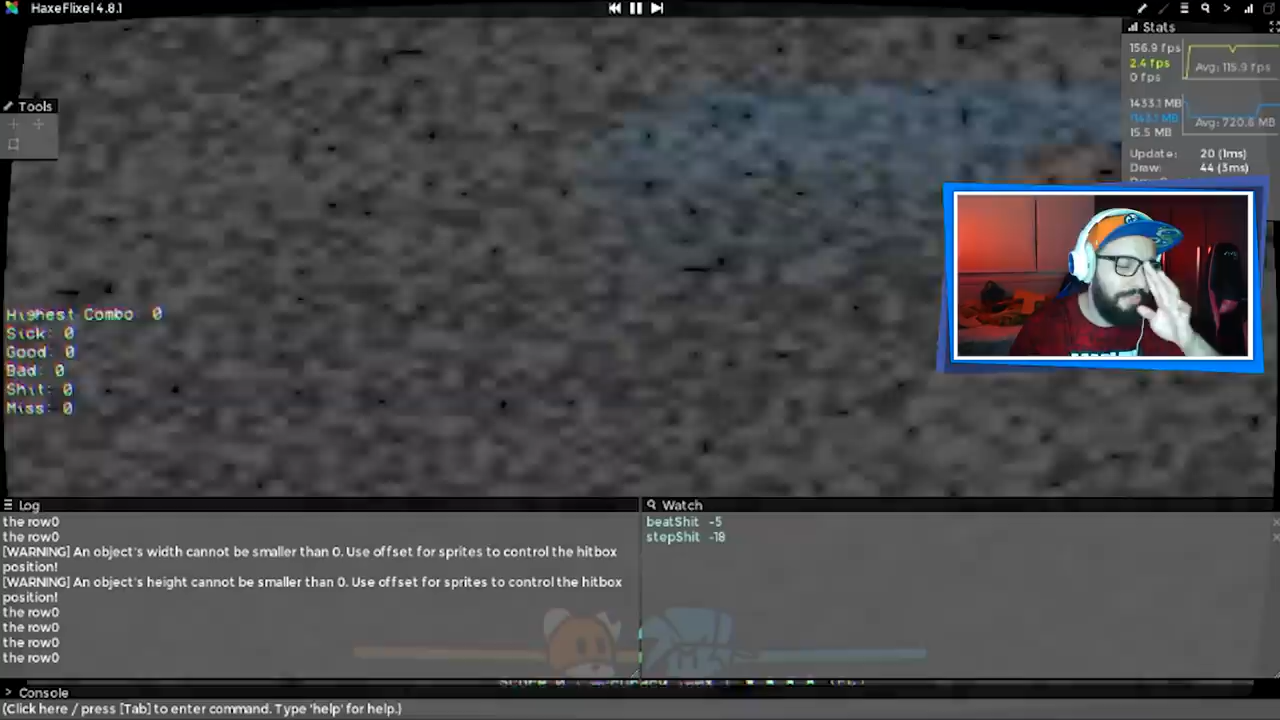 HaxeFlixel 4.8.1
Stats
156.9 fps
2.4 fps
0 fps
Avg: 115.9 fps
1433.1 MB
15.5 MB
Avg: 720.6 MB
Update: 20 (1ms)
Draw: 44 (3ms)
Tools
Highest Combo 0
Sick: 0
Good: 0
Bad: 0
Shit: 0
Miss: 0
Log
the row0
the row0
[WARNING] An object's width cannot be smaller than 0. Use offset for sprites to control the hitbox
position!
[WARNING] An object's height cannot be smaller than 0. Use offset for sprites to control the hitbox
position!
the row0
the row0
the row0
the row0
Watch
beatShit -5
stepShit -18
Console
(Click here / press [Tab] to enter command. Type 'help' for help.)